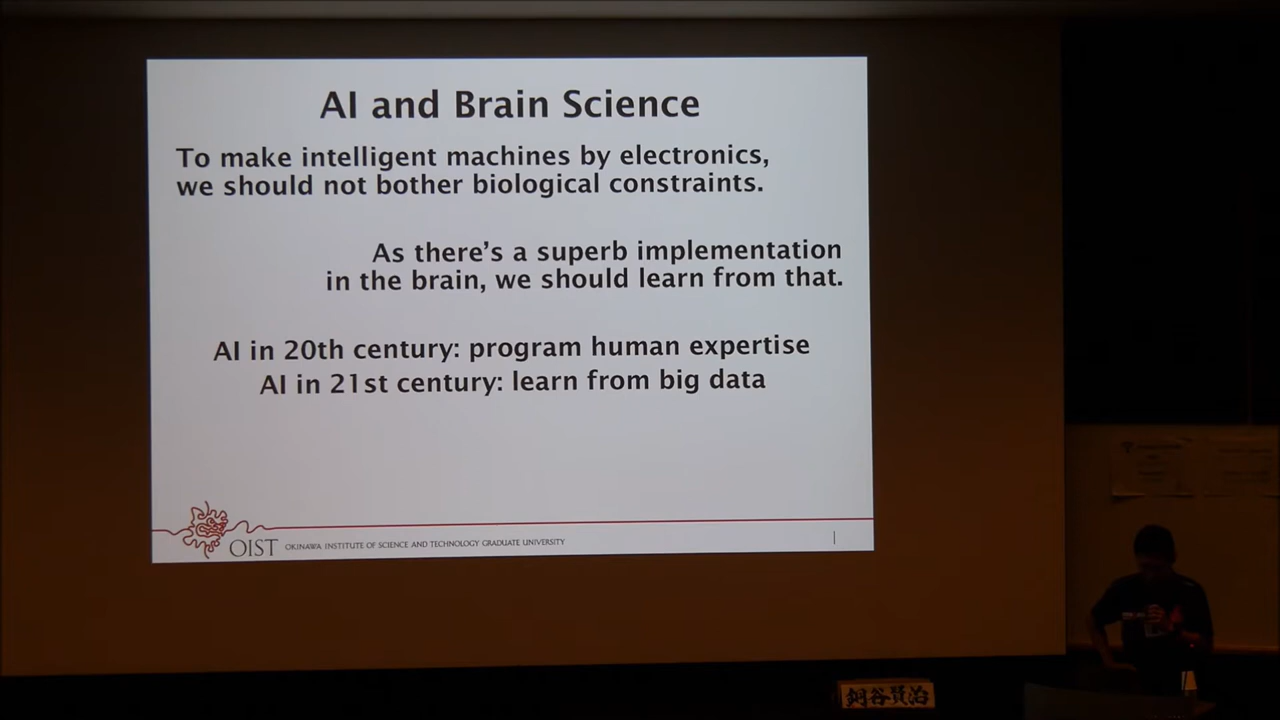 AI and Brain Science
To make intelligent machines by electronics,
we should not bother biological constraints.
As there's a superb implementation
in the brain, we should learn from that.
AI in 20th century: program human expertise
AI in 21st century: learn from big data
OIST OKINAWA INSTITUTE OF SCIENCE AND TECHNOLOGY GRADUATE UNIVERSITY
銅谷賢治